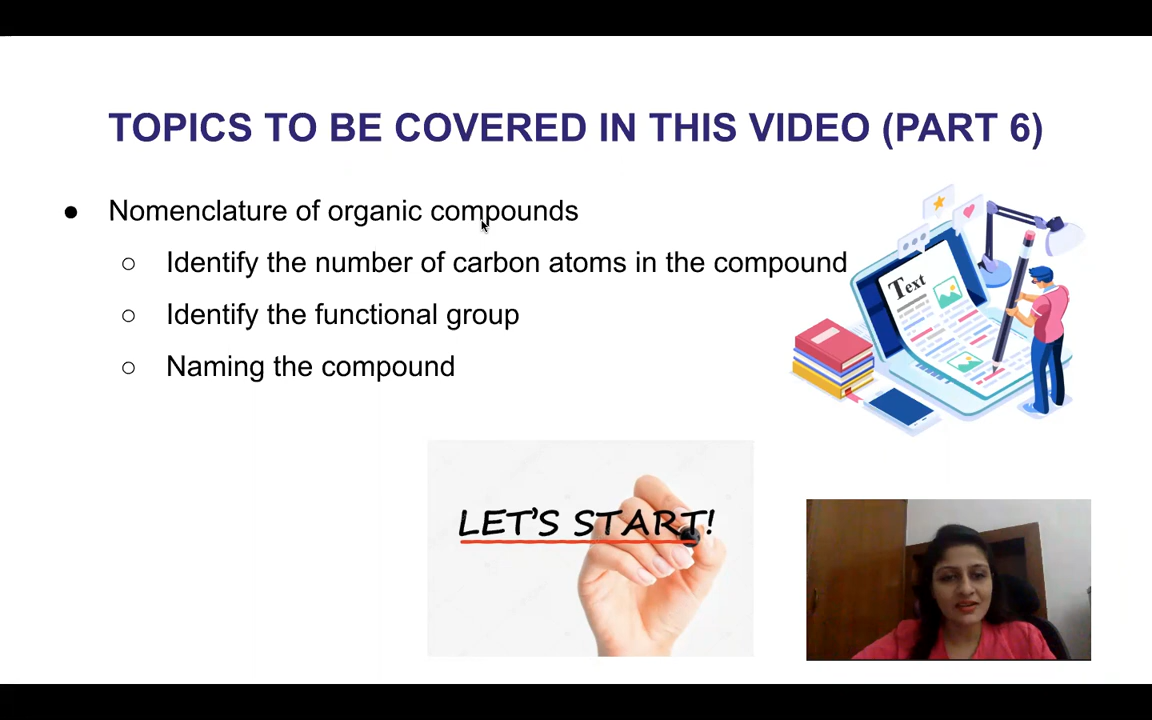 TOPICS TO BE COVERED IN THIS VIDEO (PART 6)
● Nomenclature of organic compounds
○ Identify the number of carbon atoms in the compound
○ Identify the functional group
○ Naming the compound
Text
LET'S START!